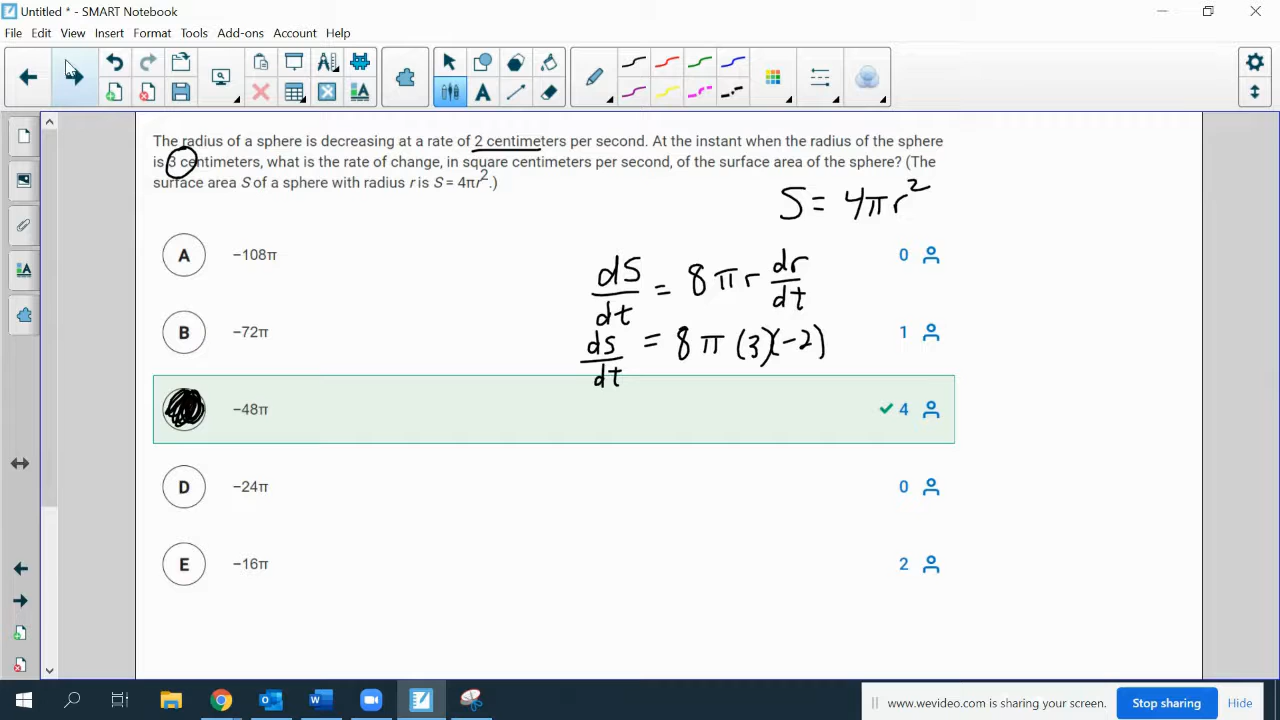 Untitled * - SMART Notebook
File Edit View Insert Format Tools Add-ons Account Help
The radius of a sphere is decreasing at a rate of 2 centimeters per second. At the instant when the radius of the sphere
is 3 centimeters, what is the rate of change, in square centimeters per second, of the surface area of the sphere? (The
surface area S of a sphere with radius r is S = 4πr².)
S = 4πr²
A −108π 0
dS/dt = 8πr dr/dt
B −72π 1
ds/dt = 8π(3)(-2)
−48π 4
D −24π 0
E −16π 2
www.wevideo.com is sharing your screen. Stop sharing Hide